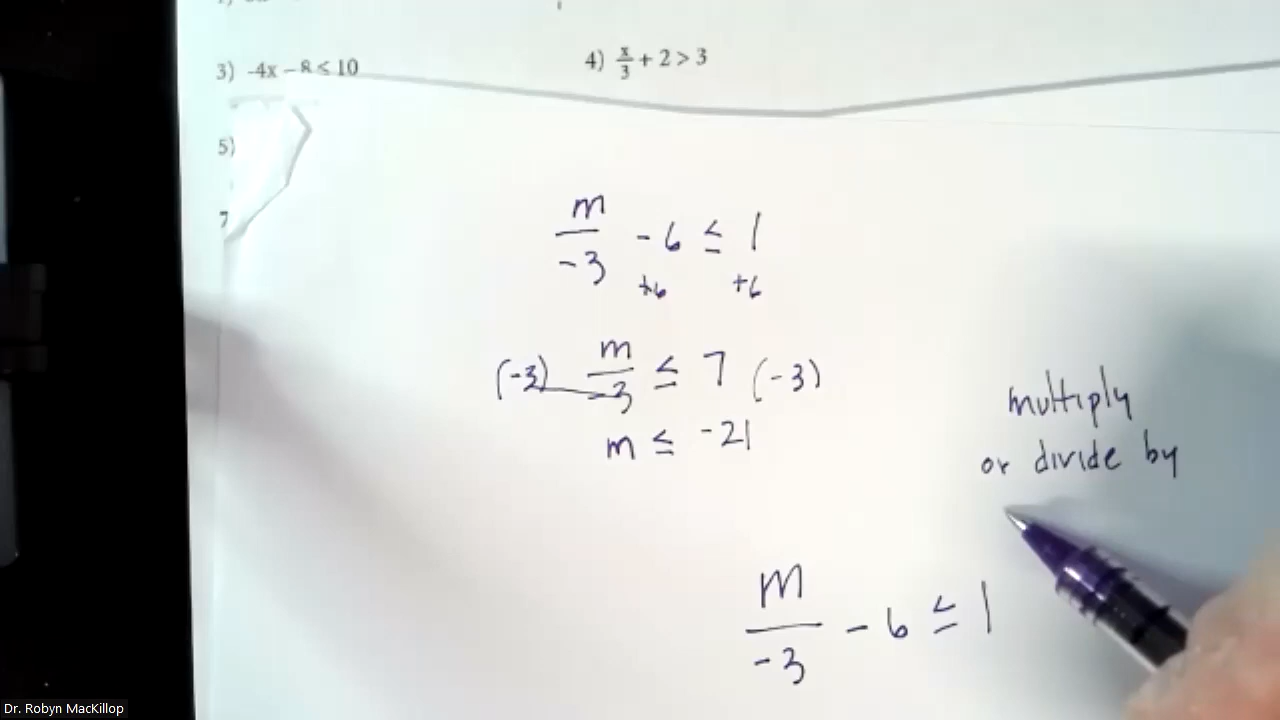 3) -4x – 8 < 10
4) x/3 + 2 > 3
5)
7
m/-3 - 6 ≤ 1
+6 +6
(-3) m/-3 ≤ 7 (-3)
m ≤ -21
multiply
or divide by
m/-3 - 6 ≤ 1
Dr. Robyn MacKillop